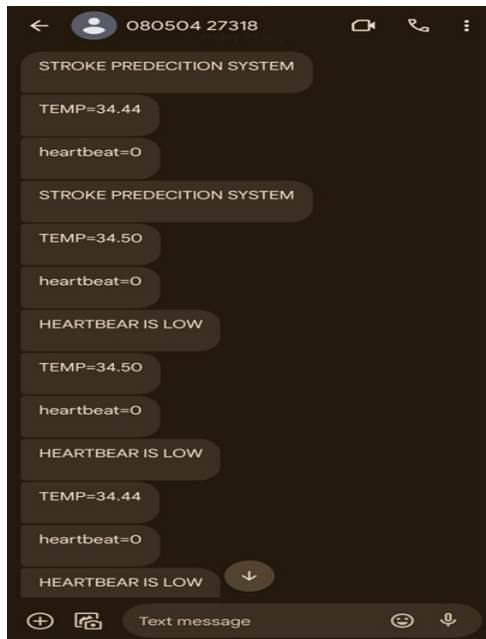 080504 27318
STROKE PREDECITION SYSTEM
TEMP=34.44
heartbeat=0
STROKE PREDECITION SYSTEM
TEMP=34.50
heartbeat=0
HEARTBEAR IS LOW
TEMP=34.50
heartbeat=0
HEARTBEAR IS LOW
TEMP=34.44
heartbeat=0
HEARTBEAR IS LOW
Text message